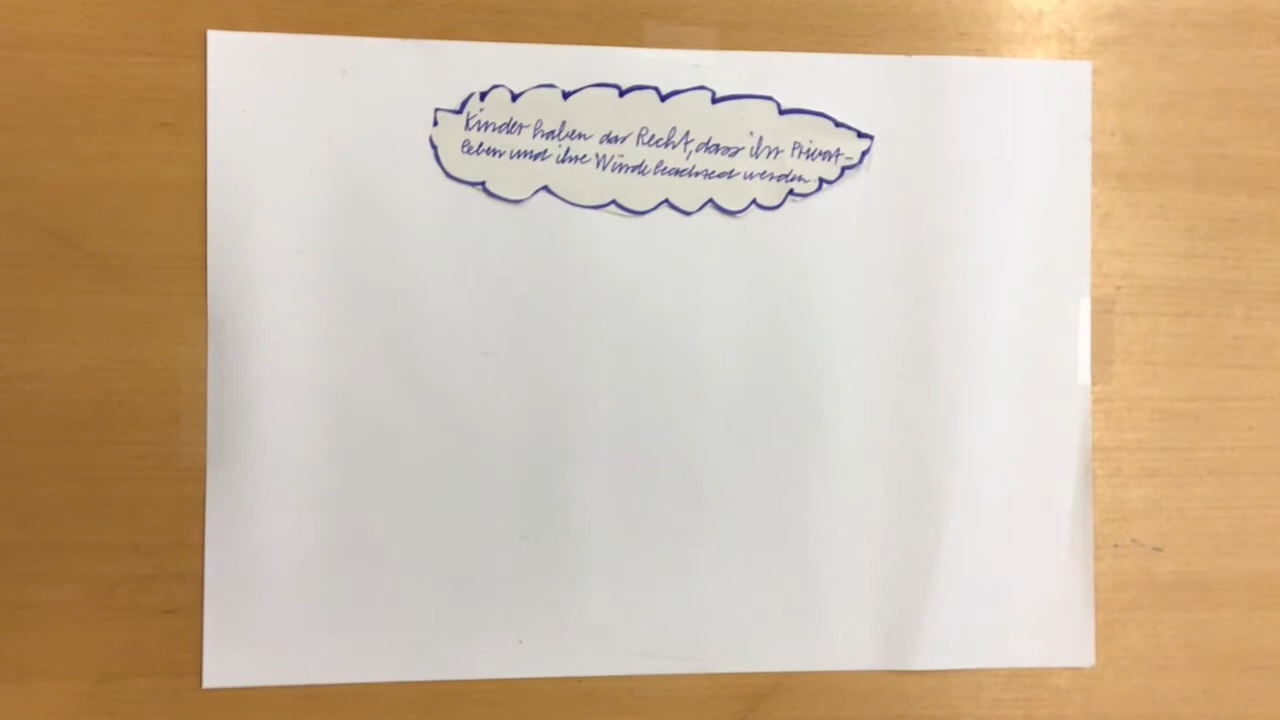 Kinder haben das Recht, dass ihr Privat-
leben und ihre Würde beachtet werden.